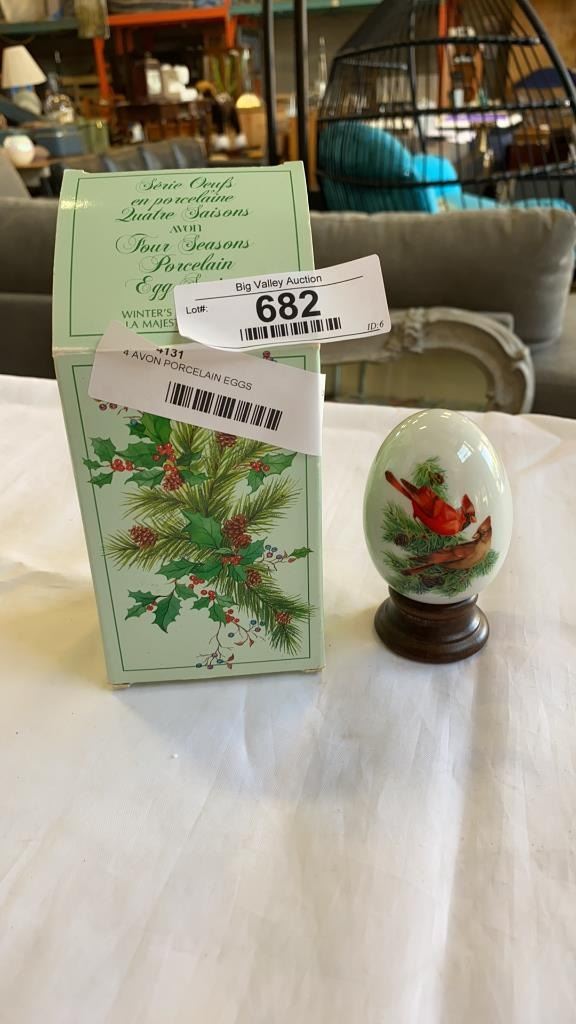 Série Oeufs
en porcelaine
Quatre Saisons
AVON
Four Seasons
Porcelain
Egg
WINTER'S
LA MAJEST
Big Valley Auction
Lot#: 682
ID:6
4131
4 AVON PORCELAIN EGGS